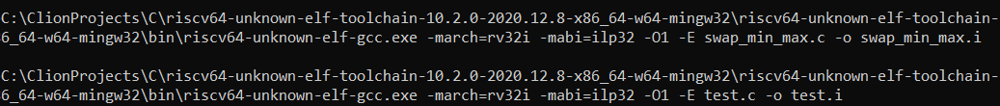 C:\ClionProjects\C\riscv64-unknown-elf-toolchain-10.2.0-2020.12.8-x86_64-w64-mingw32\riscv64-unknown-elf-toolchain-
6_64-w64-mingw32\bin\riscv64-unknown-elf-gcc.exe -march=rv32i -mabi=ilp32 -O1 -E swap_min_max.c -o swap_min_max.i
C:\ClionProjects\C\riscv64-unknown-elf-toolchain-10.2.0-2020.12.8-x86_64-w64-mingw32\riscv64-unknown-elf-toolchain-
6_64-w64-mingw32\bin\riscv64-unknown-elf-gcc.exe -march=rv32i -mabi=ilp32 -O1 -E test.c -o test.i